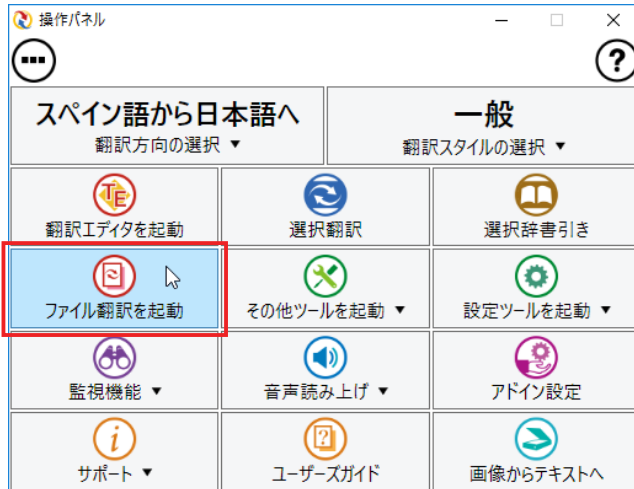 操作パネル
?
スペイン語から日本語へ
翻訳方向の選択 ▼
一般
翻訳スタイルの選択 ▼
TE
翻訳エディタを起動
選択翻訳
選択辞書引き
ファイル翻訳を起動
その他ツールを起動 ▼
設定ツールを起動 ▼
監視機能 ▼
音声読み上げ ▼
アドイン設定
i
サポート ▼
?
ユーザーズガイド
画像からテキストへ